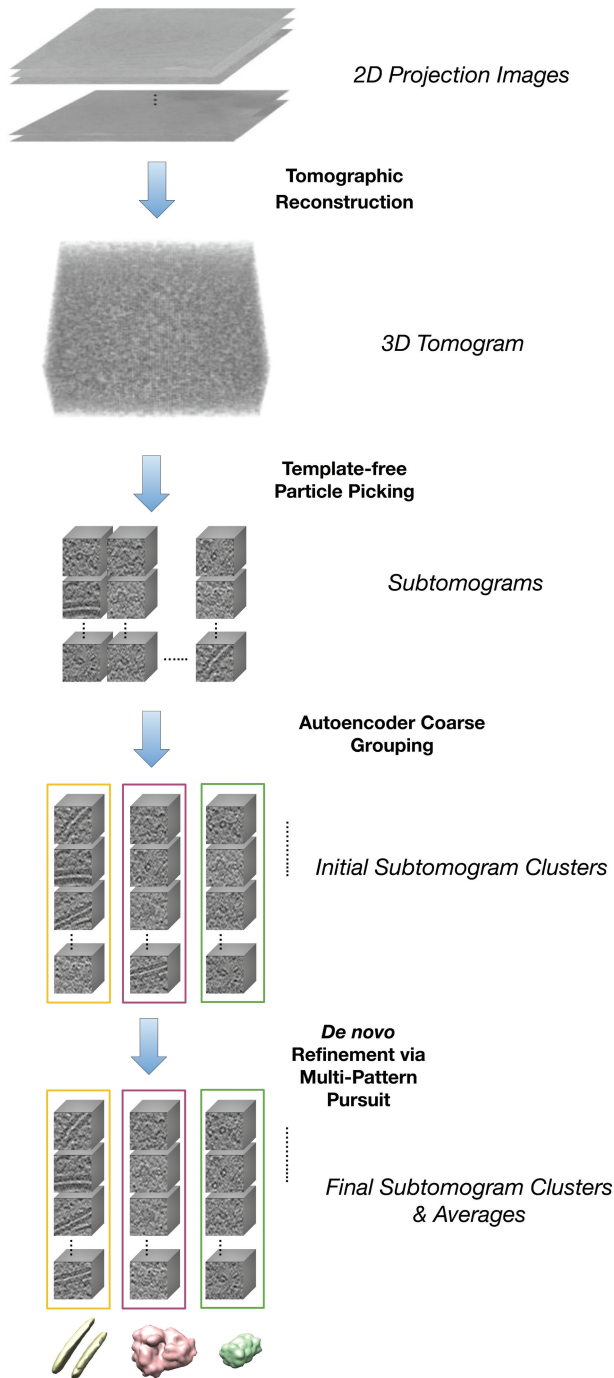 2D Projection Images
Tomographic
Reconstruction
3D Tomogram
Template-free
Particle Picking
Subtomograms
Autoencoder Coarse
Grouping
Initial Subtomogram Clusters
De novo
Refinement via
Multi-Pattern
Pursuit
Final Subtomogram Clusters
& Averages